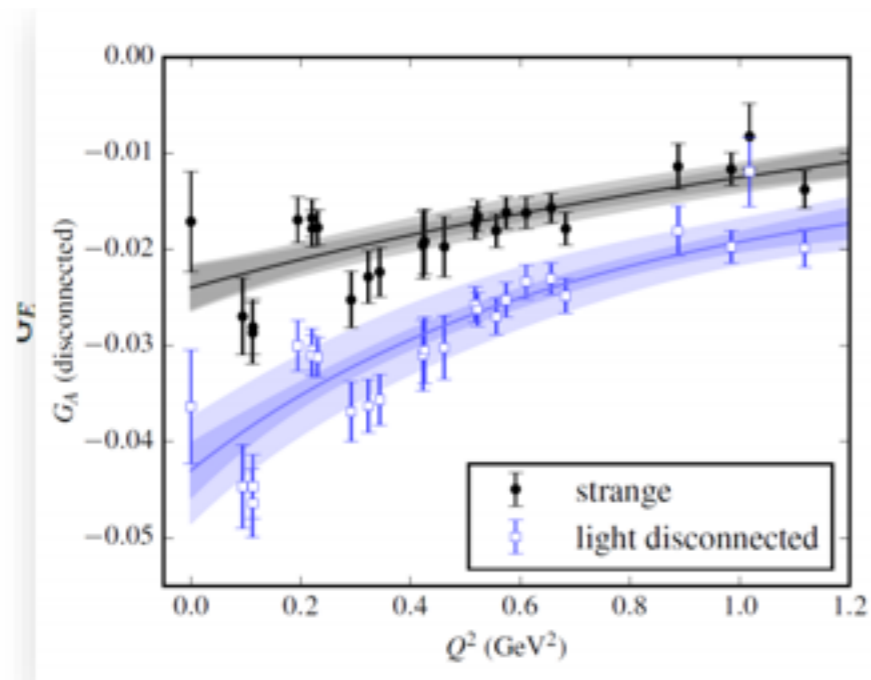 0.00
−0.01
−0.02
−0.03
−0.04
−0.05
G_A (disconnected)
strange
light disconnected
0.0 0.2 0.4 0.6 0.8 1.0 1.2
Q² (GeV²)